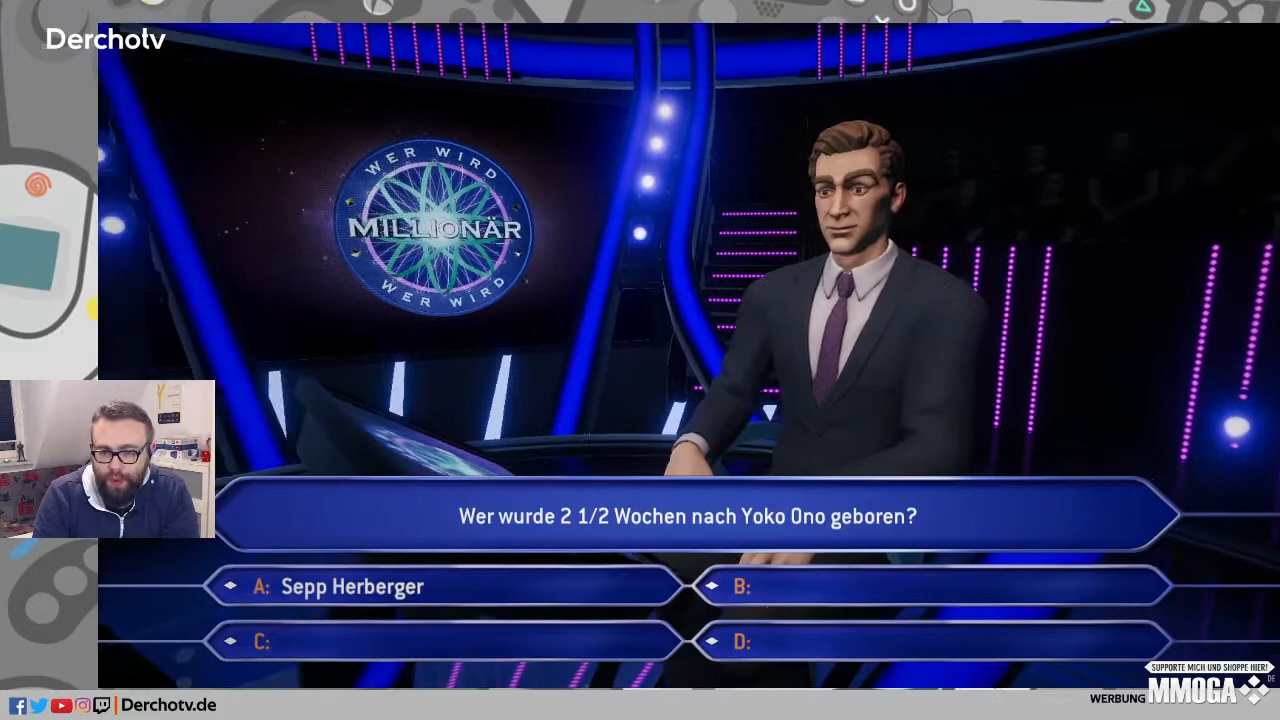 Derchotv
WER WIRD
MILLIONÄR
WER WIRD
Wer wurde 2 1/2 Wochen nach Yoko Ono geboren?
A: Sepp Herberger
B:
C:
D:
SUPPORTE MICH UND SHOPPE HIER!
WERBUNG MMOGA .DE
Derchotv.de